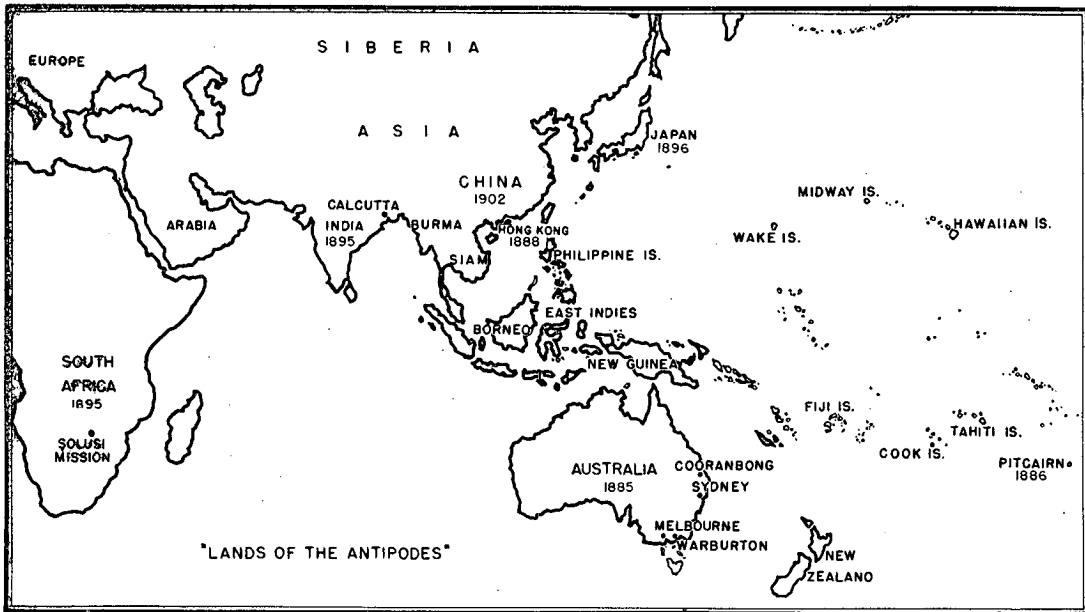 SIBERIA
EUROPE
ASIA
JAPAN
1896
CHINA
1902
MIDWAY IS.
CALCUTTA
HAWAIIAN IS.
ARABIA
INDIA
1895
BURMA
HONG KONG
1888
WAKE IS.
SIAM
PHILIPPINE IS.
EAST INDIES
BORNEO
NEW GUINEA
SOUTH
AFRICA
1895
FIJI IS.
TAHITI IS.
SOLUSI
MISSION
COOK IS.
PITCAIRN
1886
AUSTRALIA
1885
COORANBONG
SYDNEY
MELBOURNE
WARBURTON
"LANDS OF THE ANTIPODES"
NEW
ZEALAND